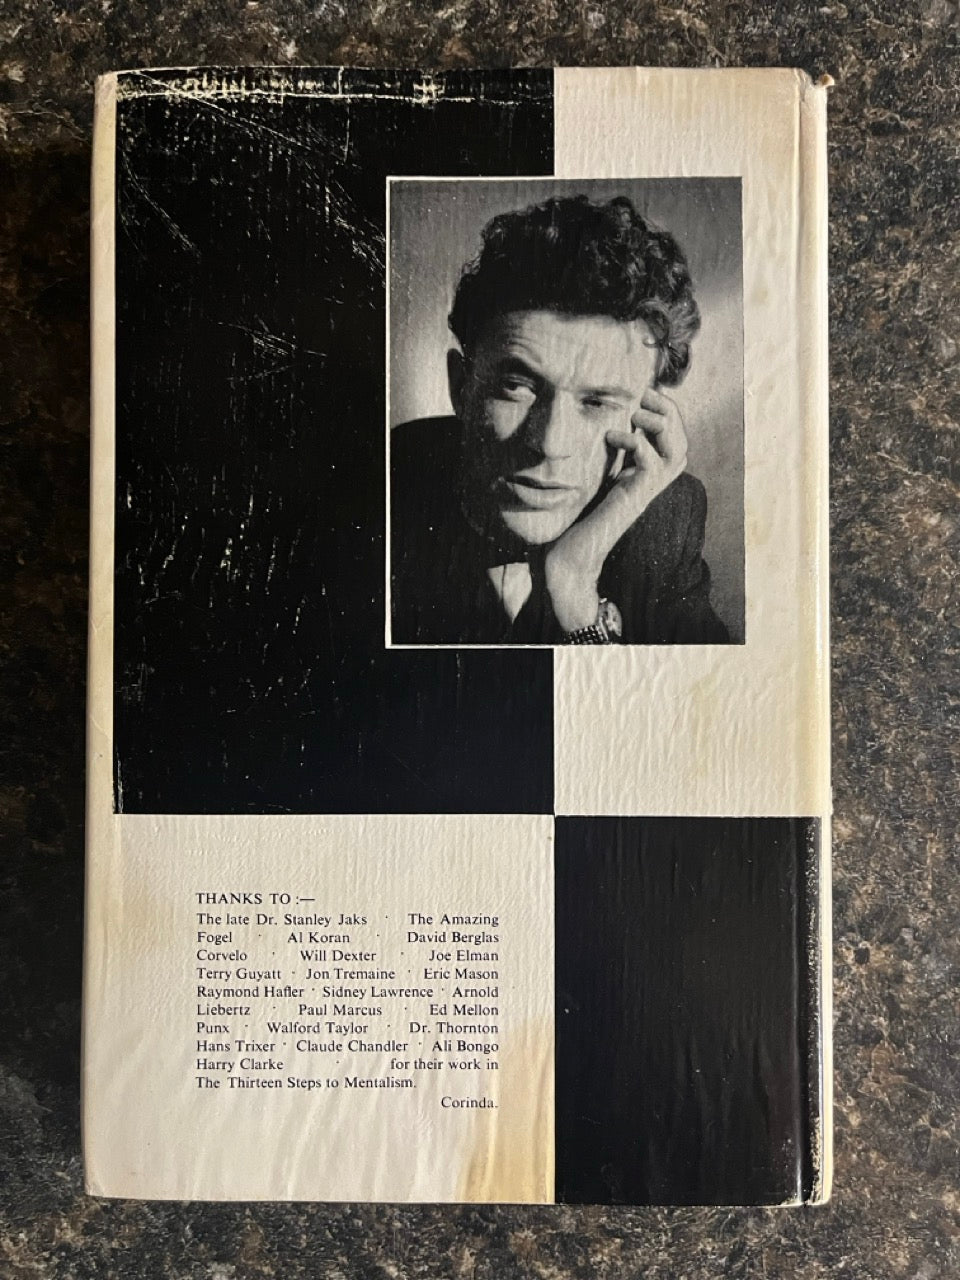 THANKS TO :—
The late Dr. Stanley Jaks · The Amazing
Fogel · Al Koran · David Berglas
Corvelo · Will Dexter · Joe Elman
Terry Guyatt · Jon Tremaine · Eric Mason
Raymond Hafler · Sidney Lawrence · Arnold
Liebertz · Paul Marcus · Ed Mellon
Punx · Walford Taylor · Dr. Thornton
Hans Trixer · Claude Chandler · Ali Bongo
Harry Clarke · for their work in
The Thirteen Steps to Mentalism.
Corinda.